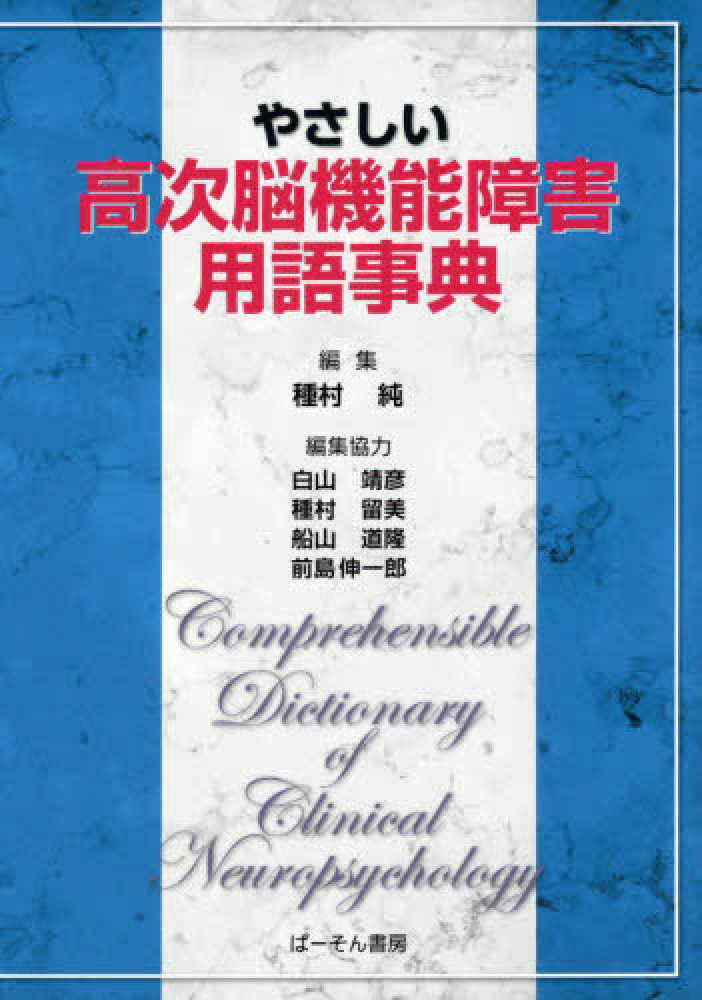 やさしい
高次脳機能障害
用語事典
編 集
種村 純
編集協力
白山 靖彦
種村 留美
船山 道隆
前島伸一郎
Comprehensible
Dictionary
of
Clinical
Neuropsychology
ぱーそん書房